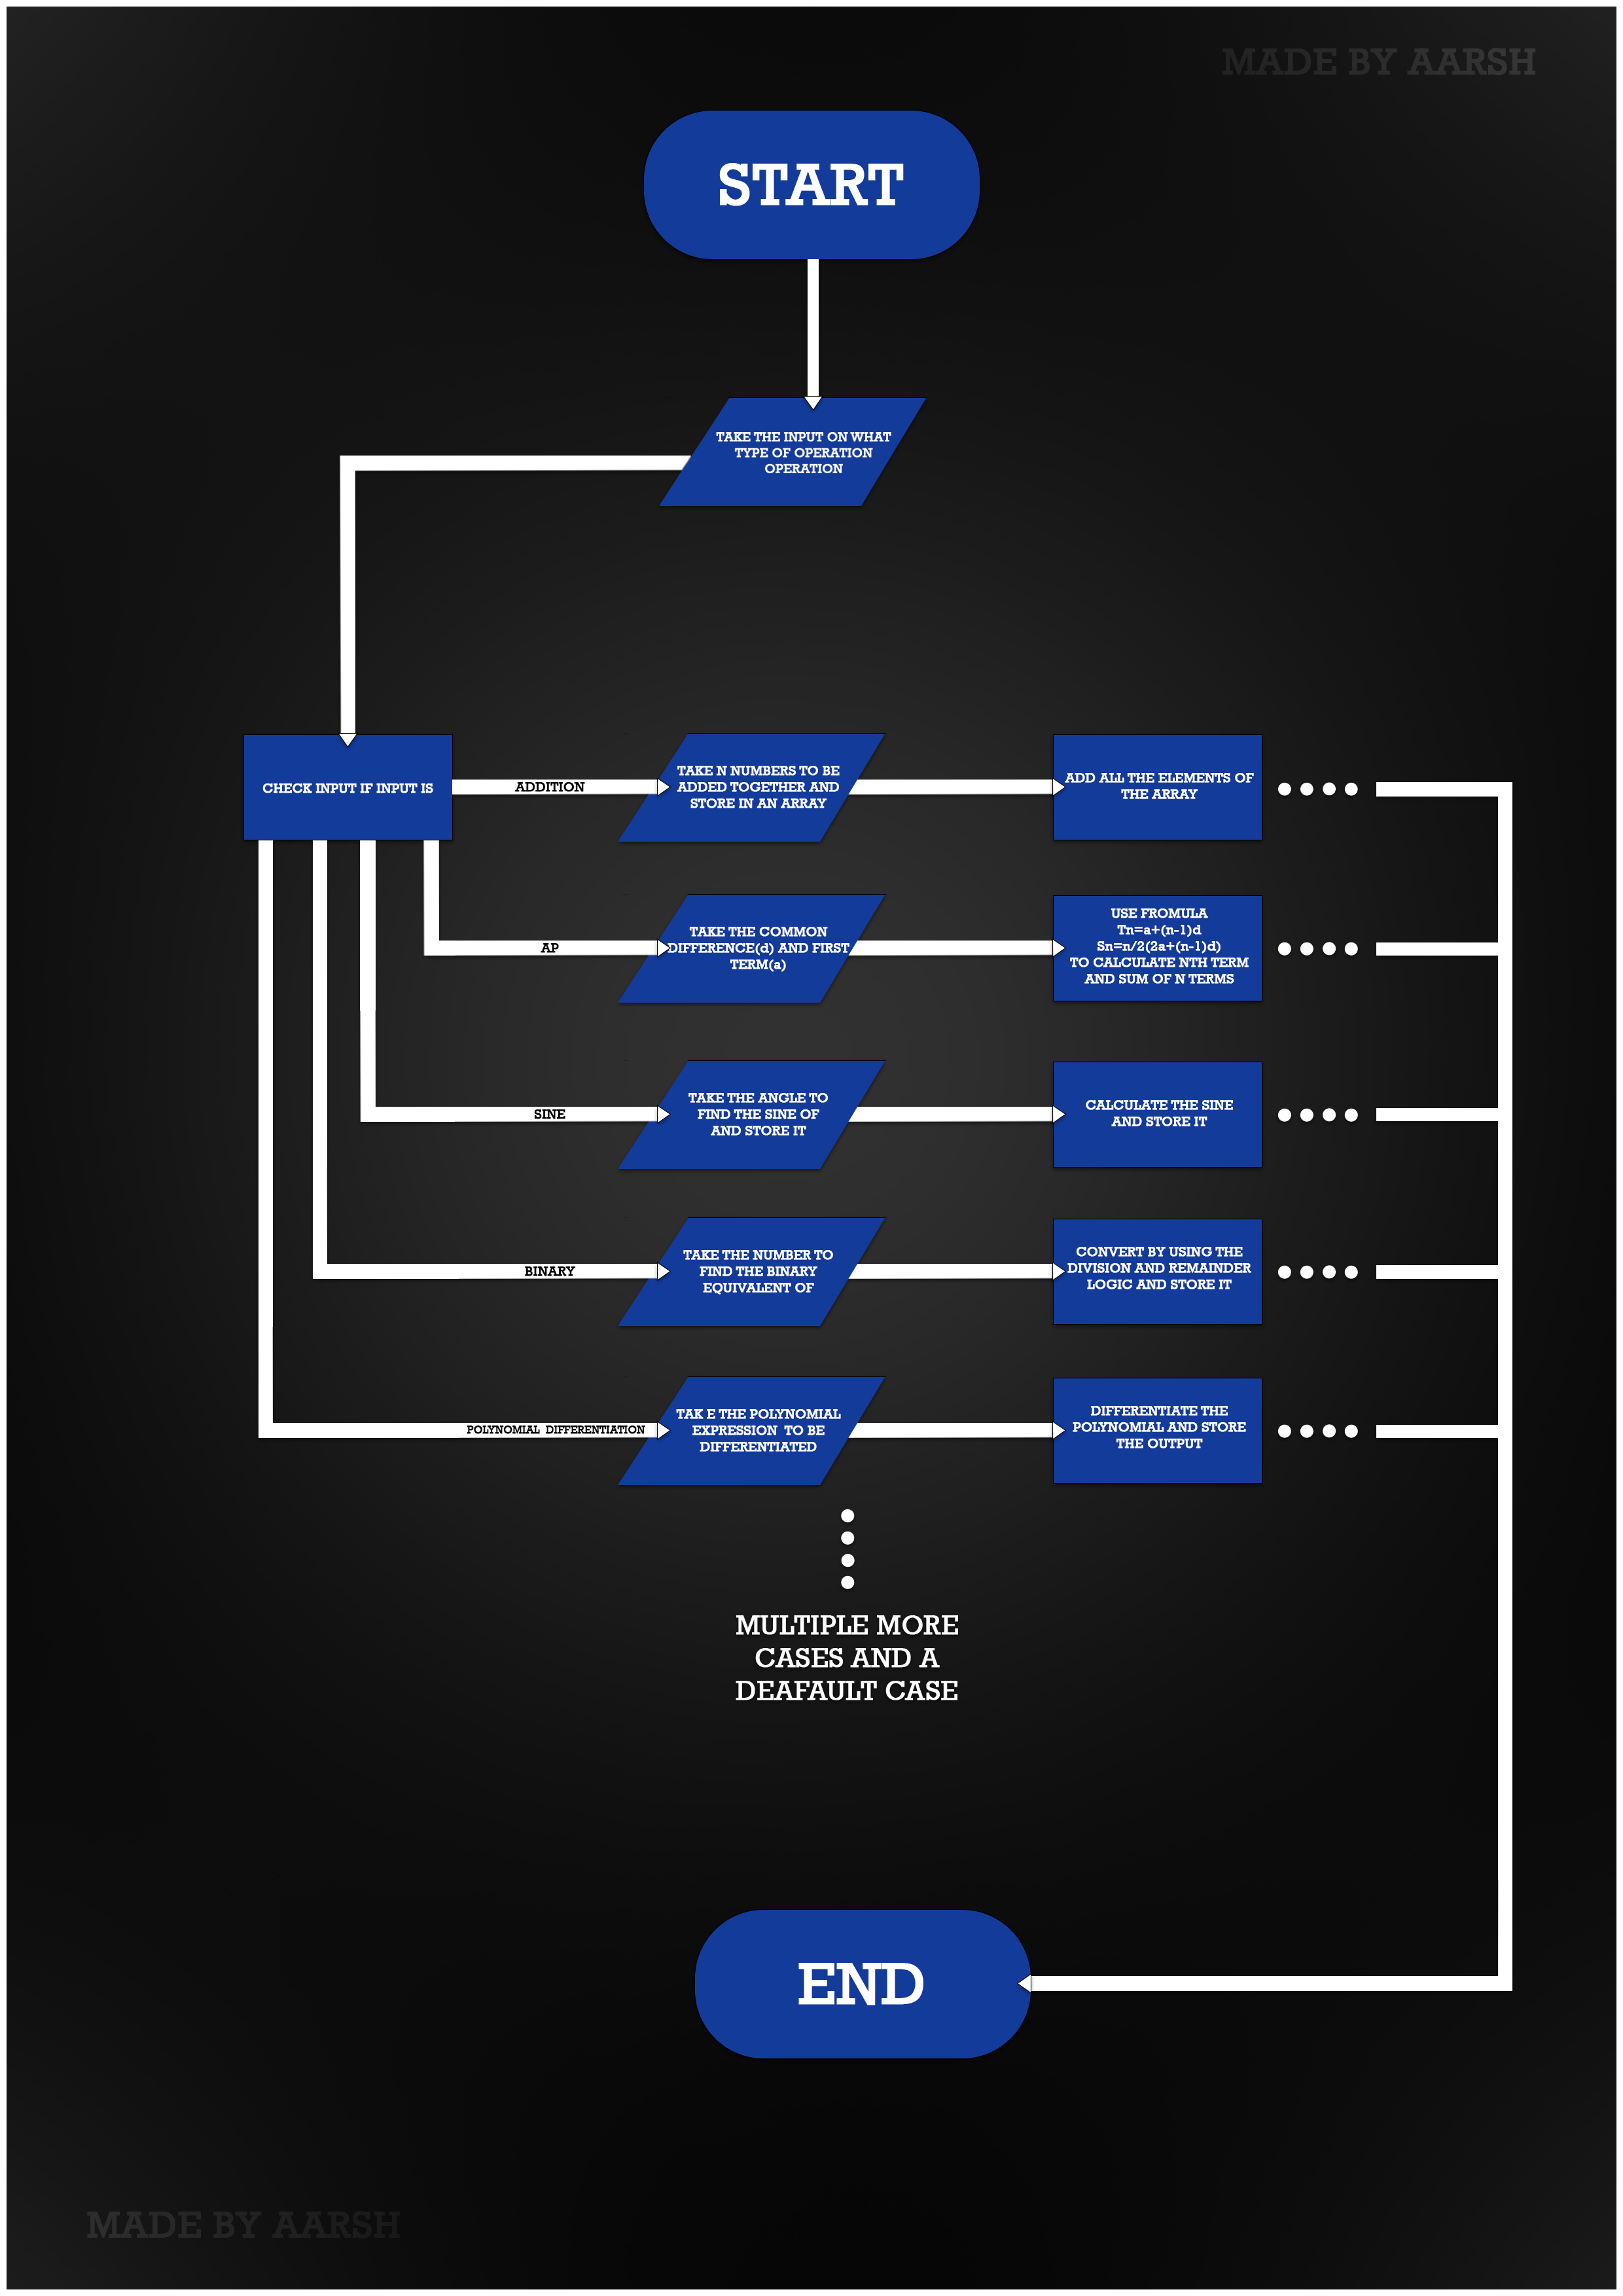 MADE BY AARSH
START
TAKE THE INPUT ON WHAT
TYPE OF OPERATION
OPERATION
CHECK INPUT IF INPUT IS
ADDITION
TAKE N NUMBERS TO BE
ADDED TOGETHER AND
STORE IN AN ARRAY
ADD ALL THE ELEMENTS OF
THE ARRAY
AP
TAKE THE COMMON
DIFFERENCE(d) AND FIRST
TERM(a)
USE FROMULA
Tn=a+(n-1)d
Sn=n/2(2a+(n-1)d)
TO CALCULATE NTH TERM
AND SUM OF N TERMS
SINE
TAKE THE ANGLE TO
FIND THE SINE OF
AND STORE IT
CALCULATE THE SINE
AND STORE IT
BINARY
TAKE THE NUMBER TO
FIND THE BINARY
EQUIVALENT OF
CONVERT BY USING THE
DIVISION AND REMAINDER
LOGIC AND STORE IT
POLYNOMIAL DIFFERENTIATION
TAK E THE POLYNOMIAL
EXPRESSION TO BE
DIFFERENTIATED
DIFFERENTIATE THE
POLYNOMIAL AND STORE
THE OUTPUT
MULTIPLE MORE
CASES AND A
DEAFAULT CASE
END
MADE BY AARSH